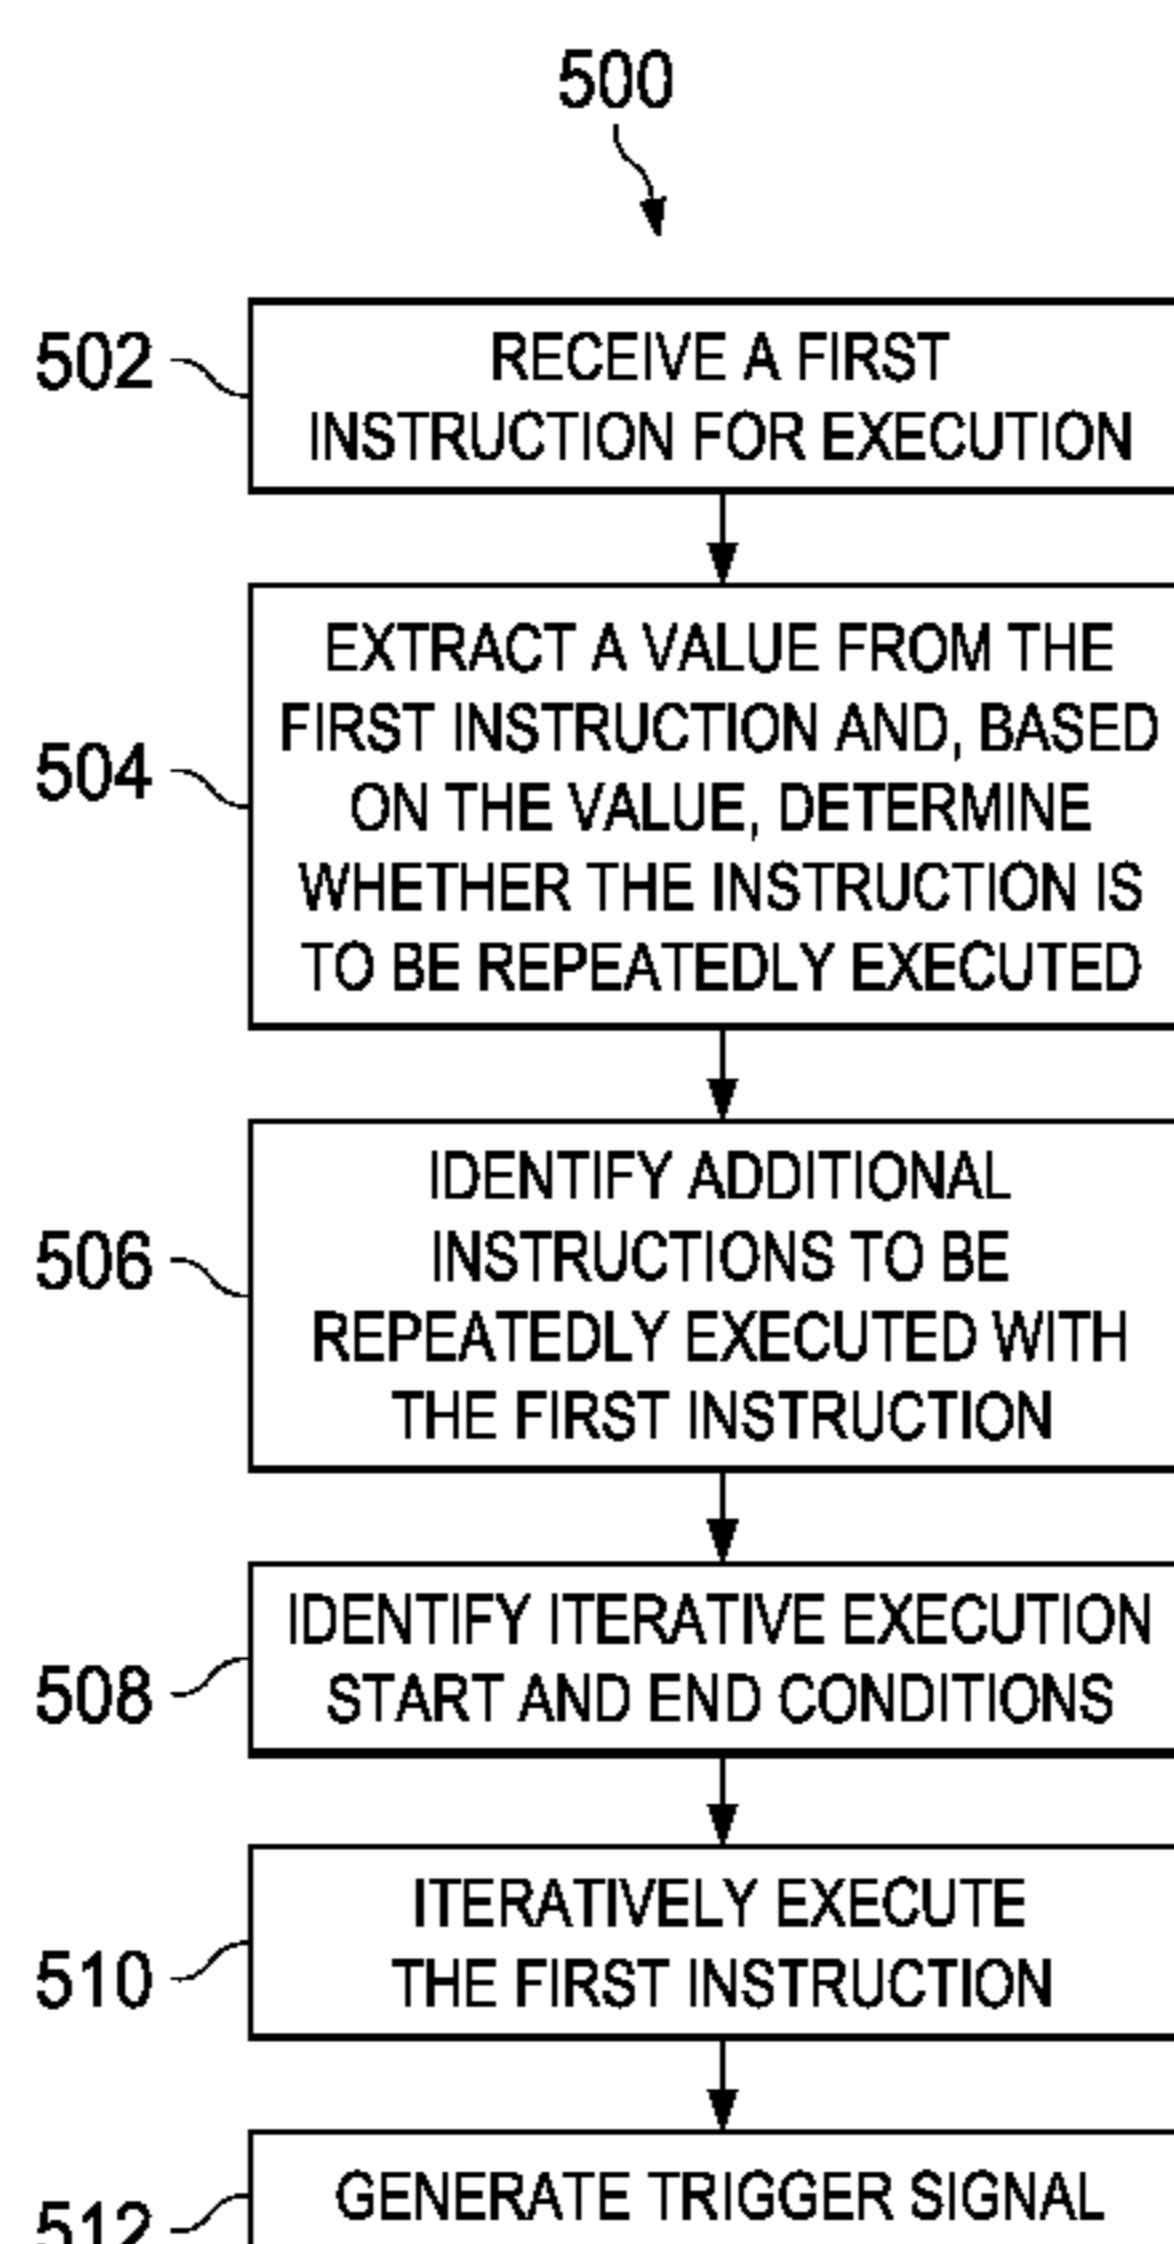 500
502
RECEIVE A FIRST
INSTRUCTION FOR EXECUTION
504
EXTRACT A VALUE FROM THE
FIRST INSTRUCTION AND, BASED
ON THE VALUE, DETERMINE
WHETHER THE INSTRUCTION IS
TO BE REPEATEDLY EXECUTED
506
IDENTIFY ADDITIONAL
INSTRUCTIONS TO BE
REPEATEDLY EXECUTED WITH
THE FIRST INSTRUCTION
508
IDENTIFY ITERATIVE EXECUTION
START AND END CONDITIONS
510
ITERATIVELY EXECUTE
THE FIRST INSTRUCTION
512
GENERATE TRIGGER SIGNAL